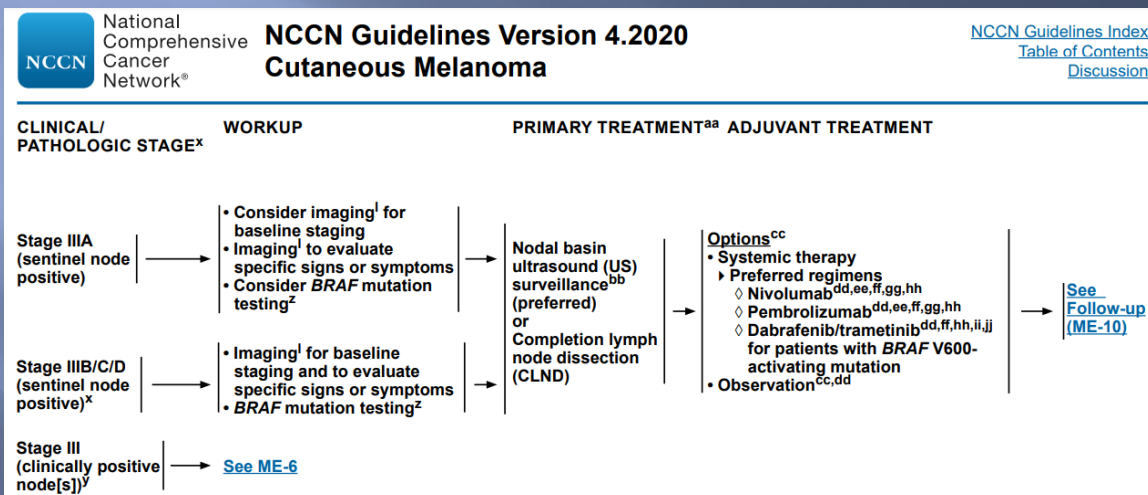 National
Comprehensive
Cancer
Network®
NCCN
NCCN Guidelines Version 4.2020
Cutaneous Melanoma
NCCN Guidelines Index
Table of Contents
Discussion
CLINICAL/
PATHOLOGIC STAGEx
WORKUP
PRIMARY TREATMENTaa
ADJUVANT TREATMENT
Stage IIIA
(sentinel node
positive)
• Consider imagingl for
baseline staging
• Imagingl to evaluate
specific signs or symptoms
• Consider BRAF mutation
testingz
Stage IIIB/C/D
(sentinel node
positive)x
• Imagingl for baseline
staging and to evaluate
specific signs or symptoms
• BRAF mutation testingz
Nodal basin
ultrasound (US)
surveillancebb
(preferred)
or
Completion lymph
node dissection
(CLND)
Optionscc
• Systemic therapy
▸ Preferred regimens
◊ Nivolumabdd,ee,ff,gg,hh
◊ Pembrolizumabdd,ee,ff,gg,hh
◊ Dabrafenib/trametinibdd,ff,hh,ii,jj
for patients with BRAF V600-
activating mutation
• Observationcc,dd
See
Follow-up
(ME-10)
Stage III
(clinically positive
node[s])y
See ME-6